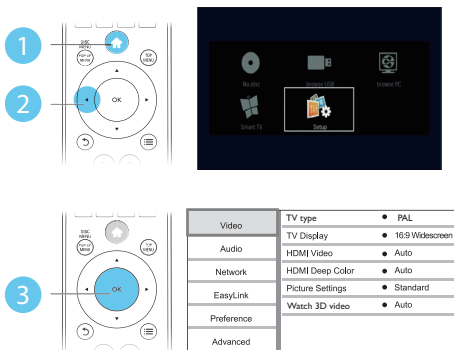 1
DISC
MENU
POP-UP
MENU
TOP
MENU
2
OK
No disc
browse USB
browse PC
Smart TV
Setup
DISC
MENU
POP-UP
MENU
TOP
MENU
3
OK
Video
Audio
Network
EasyLink
Preference
Advanced
TV type • PAL
TV Display • 16:9 Widescreen
HDMI Video • Auto
HDMI Deep Color • Auto
Picture Settings • Standard
Watch 3D video • Auto